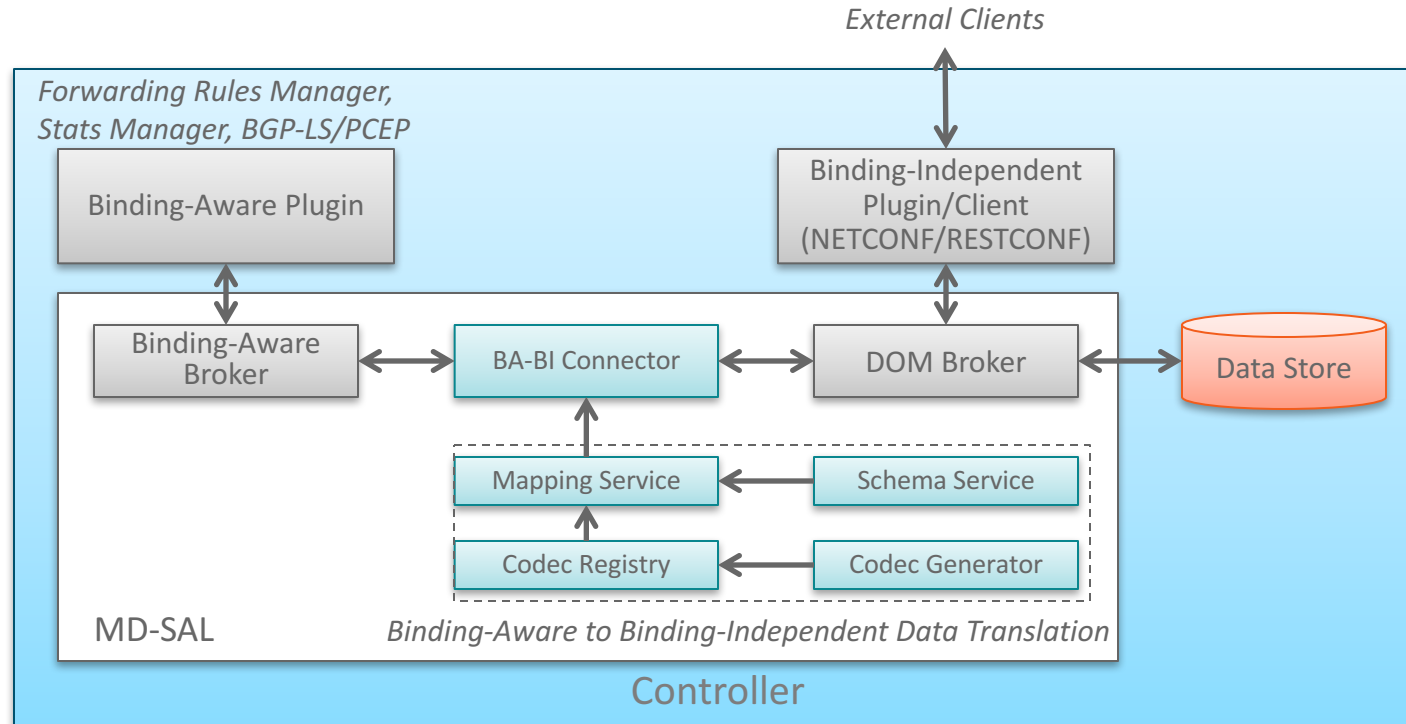 External Clients
Forwarding Rules Manager,
Stats Manager, BGP-LS/PCEP
Binding-Aware Plugin
Binding-Independent
Plugin/Client
(NETCONF/RESTCONF)
Binding-Aware
Broker
BA-BI Connector
DOM Broker
Data Store
Mapping Service
Schema Service
Codec Registry
Codec Generator
MD-SAL
Binding-Aware to Binding-Independent Data Translation
Controller